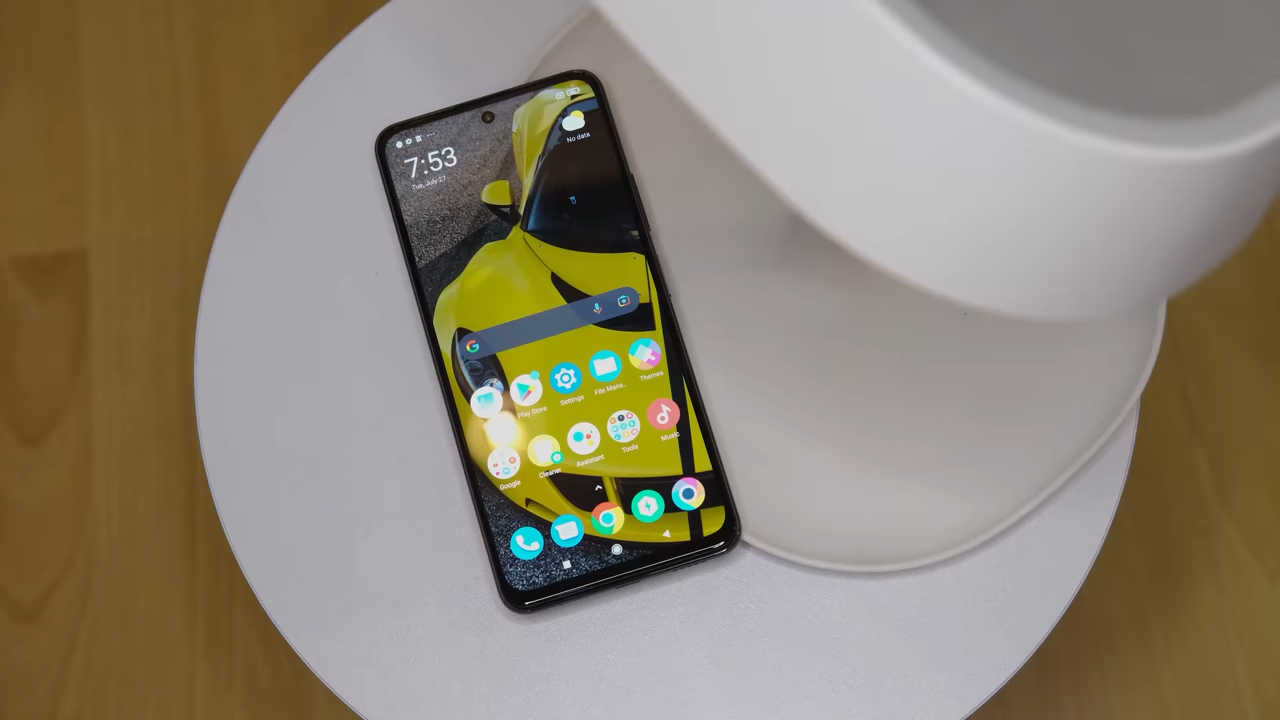 7:53
Tue, July 27
No data
Play Store
Settings
File Mana..
Themes
Google
Cleaner
Assistant
Tools
Music